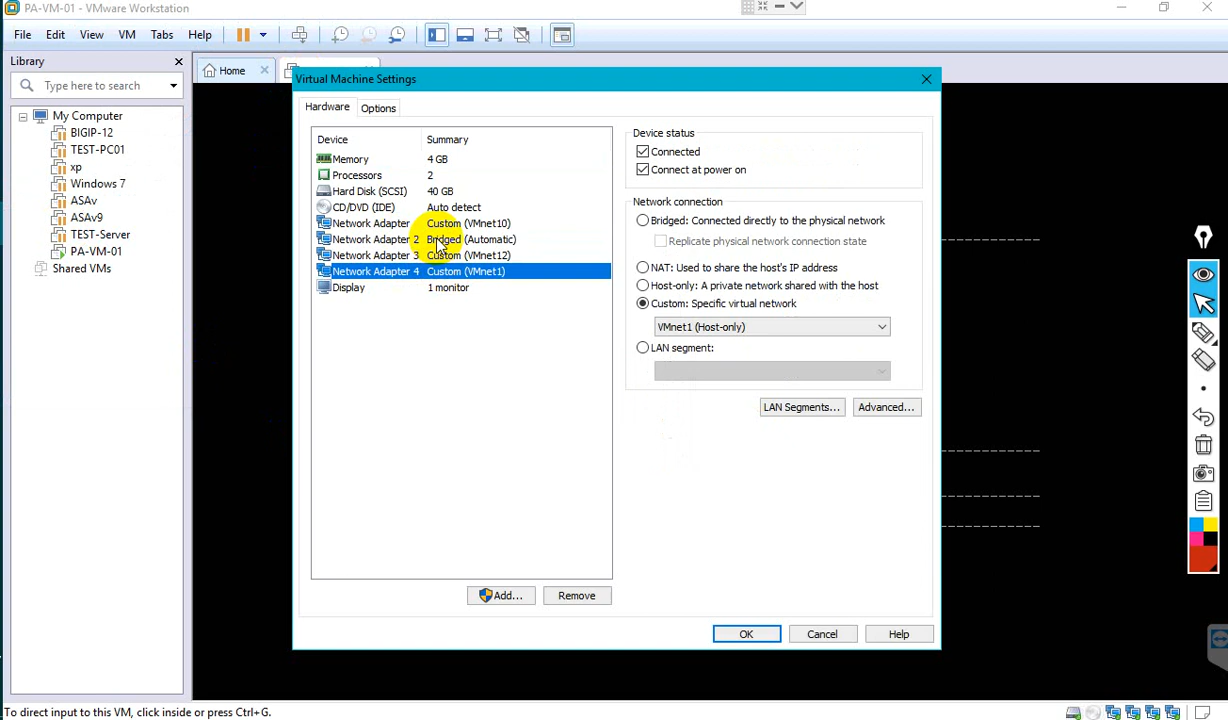 PA-VM-01 - VMware Workstation
File Edit View VM Tabs Help
Library
Type here to search
My Computer
BIGIP-12
TEST-PC01
xp
Windows 7
ASAv
ASAv9
TEST-Server
PA-VM-01
Shared VMs
Home
Virtual Machine Settings
Hardware Options
Device Summary
Memory 4 GB
Processors 2
Hard Disk (SCSI) 40 GB
CD/DVD (IDE) Auto detect
Network Adapter Custom (VMnet10)
Network Adapter 2 Bridged (Automatic)
Network Adapter 3 Custom (VMnet12)
Network Adapter 4 Custom (VMnet1)
Display 1 monitor
Add... Remove
Device status
Connected
Connect at power on
Network connection
Bridged: Connected directly to the physical network
Replicate physical network connection state
NAT: Used to share the host's IP address
Host-only: A private network shared with the host
Custom: Specific virtual network
VMnet1 (Host-only)
LAN segment:
LAN Segments... Advanced...
OK Cancel Help
To direct input to this VM, click inside or press Ctrl+G.